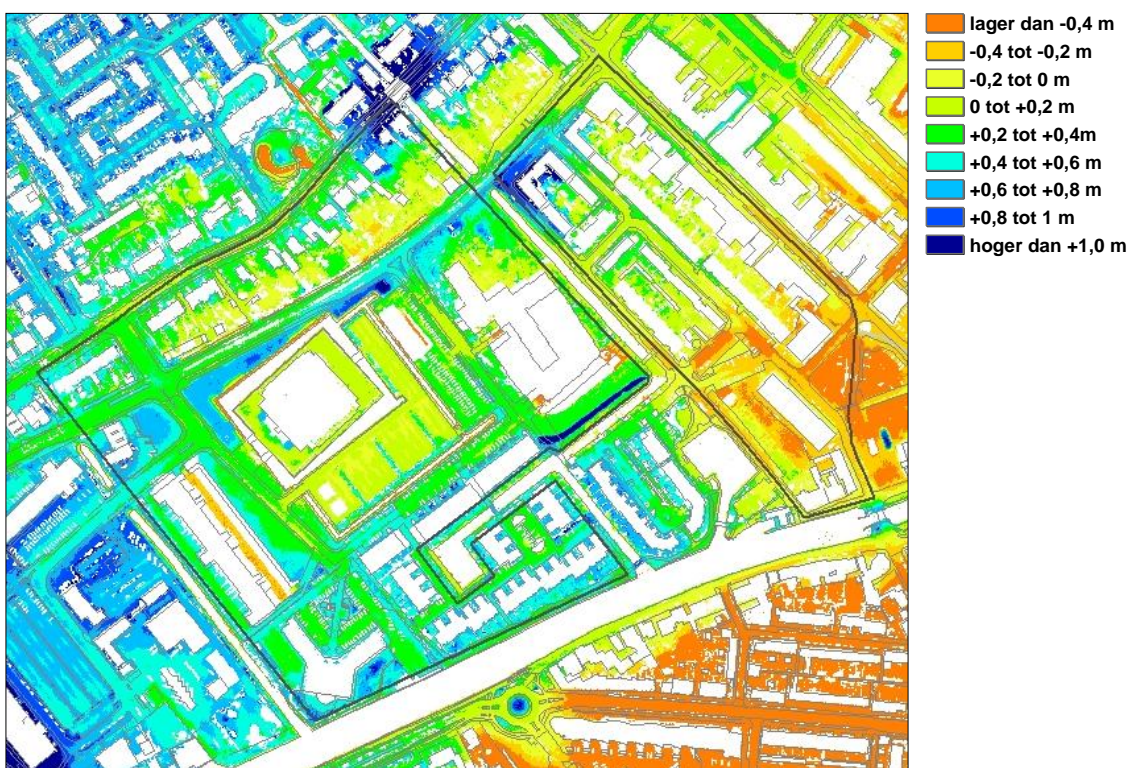 lager dan -0,4 m
-0,4 tot -0,2 m
-0,2 tot 0 m
0 tot +0,2 m
+0,2 tot +0,4m
+0,4 tot +0,6 m
+0,6 tot +0,8 m
+0,8 tot 1 m
hoger dan +1,0 m